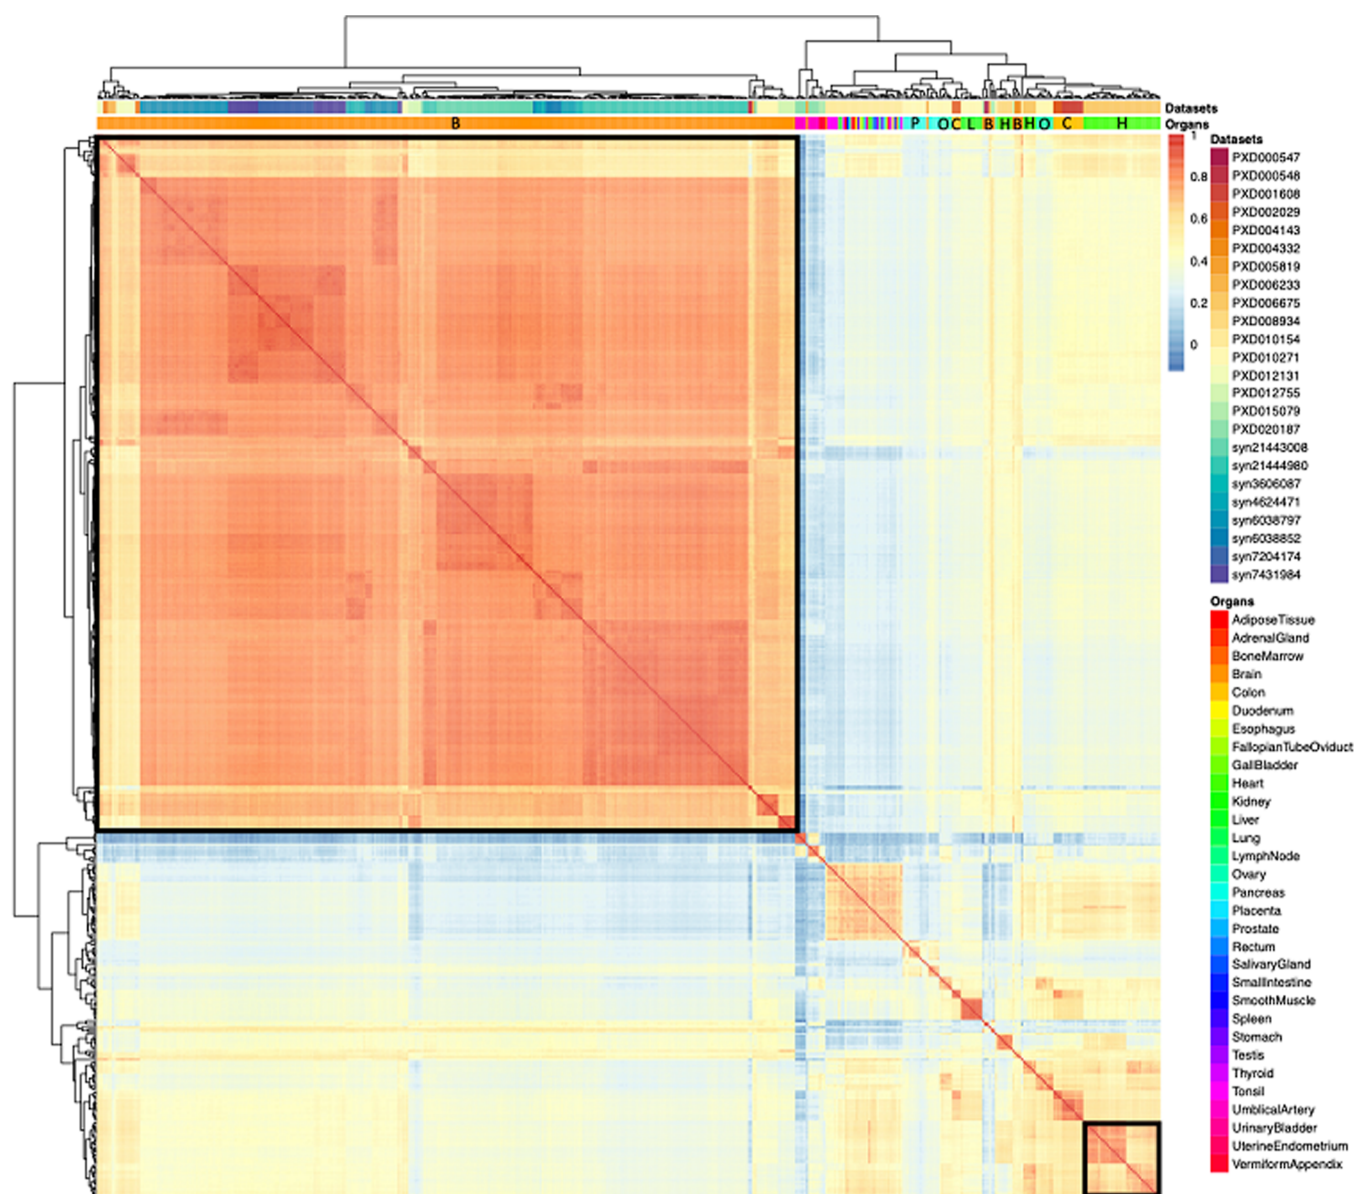 Datasets
B P O C L B H B H O C H Organs
1
0.8
0.6
0.4
0.2
0
Datasets
PXD000547
PXD000548
PXD001608
PXD002029
PXD004143
PXD004332
PXD005819
PXD006233
PXD006675
PXD008934
PXD010154
PXD010271
PXD012131
PXD012755
PXD015079
PXD020187
syn21443008
syn21444980
syn3606087
syn4624471
syn6038797
syn6038852
syn7204174
syn7431984
Organs
AdiposeTissue
AdrenalGland
BoneMarrow
Brain
Colon
Duodenum
Esophagus
FallopianTubeOviduct
GallBladder
Heart
Kidney
Liver
Lung
LymphNode
Ovary
Pancreas
Placenta
Prostate
Rectum
SalivaryGland
SmallIntestine
SmoothMuscle
Spleen
Stomach
Testis
Thyroid
Tonsil
UmblicalArtery
UrinaryBladder
UterineEndometrium
VermiformAppendix